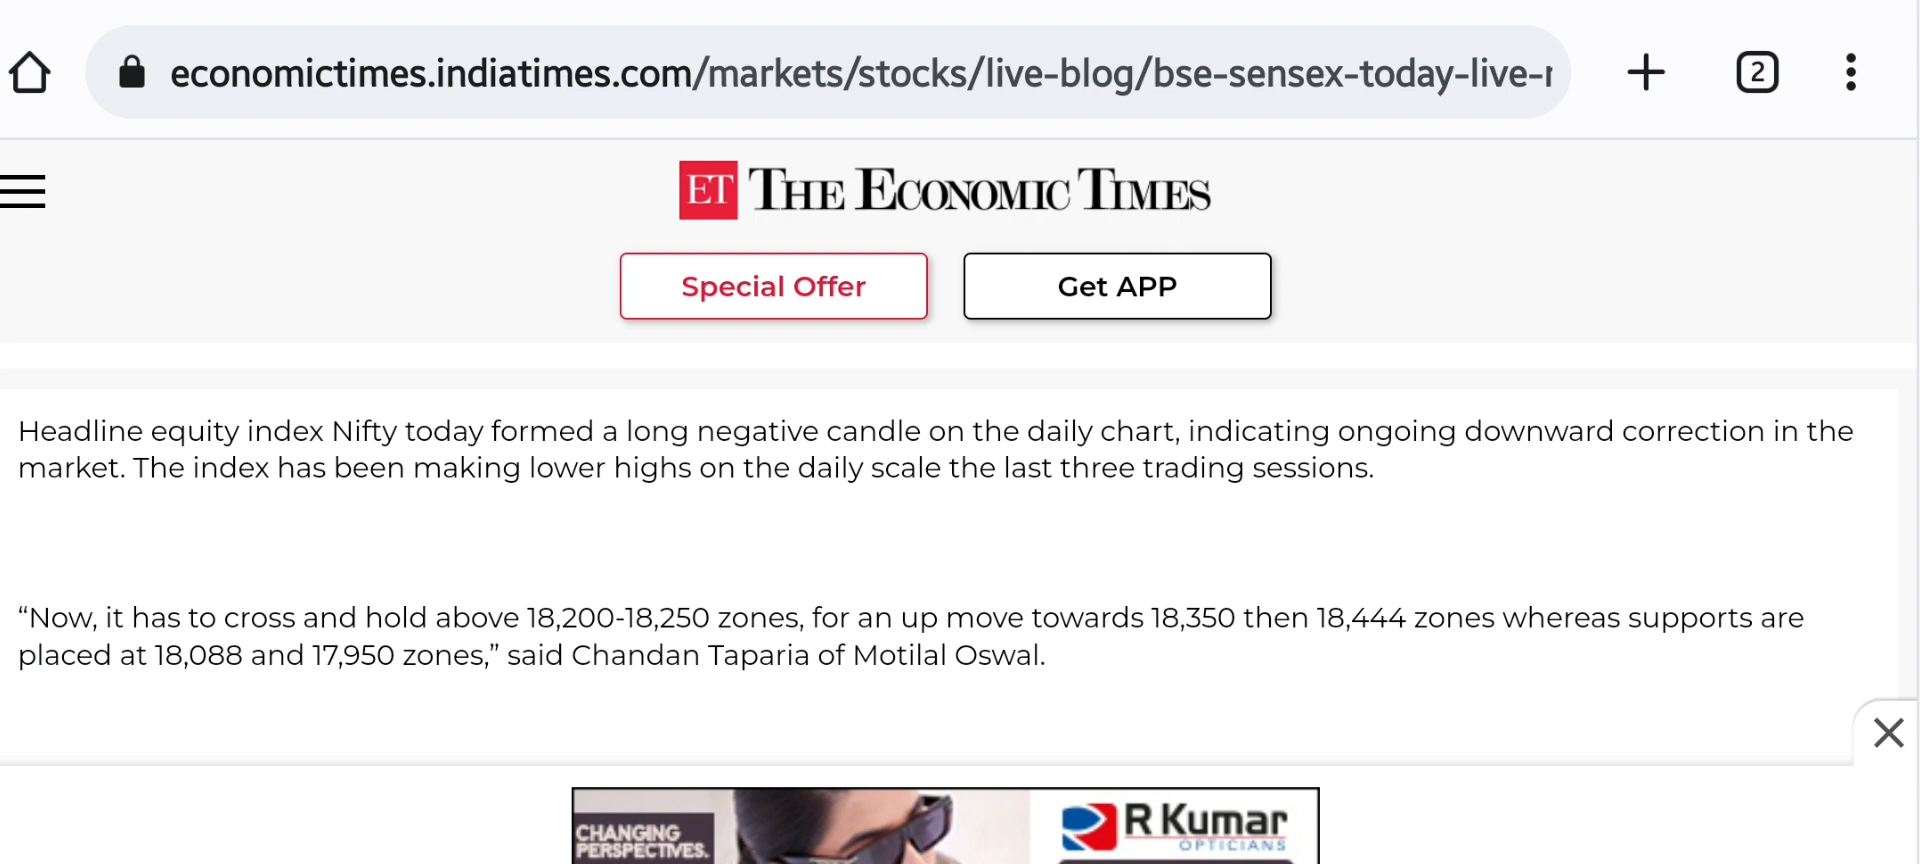 economictimes.indiatimes.com/markets/stocks/live-blog/bse-sensex-today-live-r
2
ET THE ECONOMIC TIMES
Special Offer
Get APP
Headline equity index Nifty today formed a long negative candle on the daily chart, indicating ongoing downward correction in the
market. The index has been making lower highs on the daily scale the last three trading sessions.
“Now, it has to cross and hold above 18,200-18,250 zones, for an up move towards 18,350 then 18,444 zones whereas supports are
placed at 18,088 and 17,950 zones,” said Chandan Taparia of Motilal Oswal.
CHANGING
PERSPECTIVES.
R Kumar
OPTICIANS